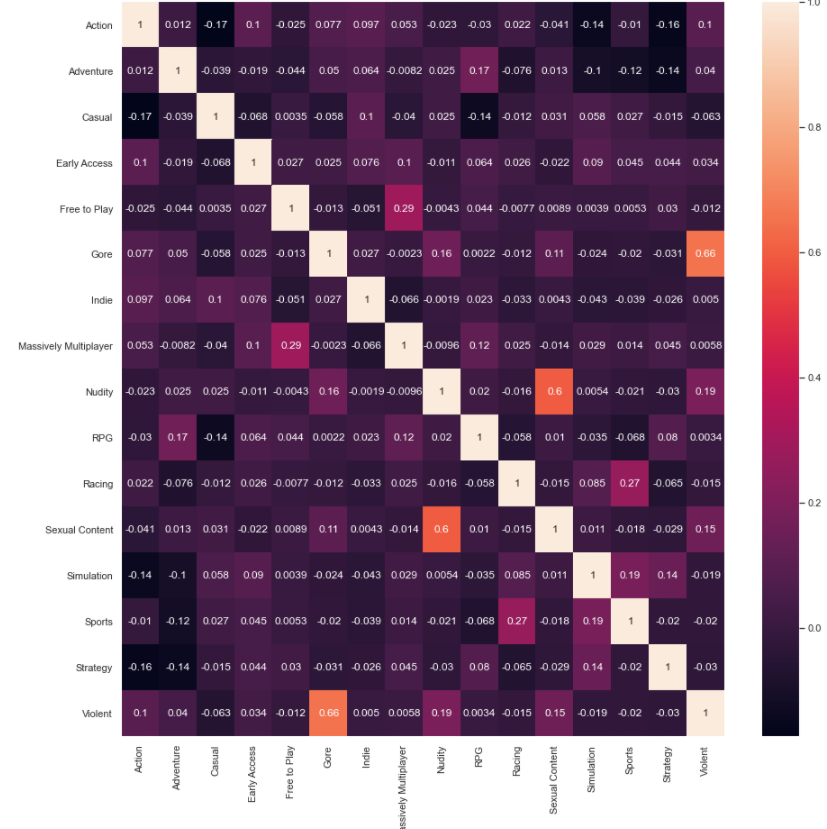 Action 1 0.012 -0.17 0.1 -0.025 0.077 0.097 0.053 -0.023 -0.03 0.022 -0.041 -0.14 -0.01 -0.16 0.1
Adventure 0.012 1 -0.039 -0.019 -0.044 0.05 0.064 -0.0082 0.025 0.17 -0.076 0.013 -0.1 -0.12 -0.14 0.04
Casual -0.17 -0.039 1 -0.068 0.0035 -0.058 0.1 -0.04 0.025 -0.14 -0.012 0.031 0.058 0.027 -0.015 -0.063
Early Access 0.1 -0.019 -0.068 1 0.027 0.025 0.076 0.1 -0.011 0.064 0.026 -0.022 0.09 0.045 0.044 0.034
Free to Play -0.025 -0.044 0.0035 0.027 1 -0.013 -0.051 0.29 -0.0043 0.044 -0.0077 0.0089 0.0039 0.0053 0.03 -0.012
Gore 0.077 0.05 -0.058 0.025 -0.013 1 0.027 -0.0023 0.16 0.0022 -0.012 0.11 -0.024 -0.02 -0.031 0.66
Indie 0.097 0.064 0.1 0.076 -0.051 0.027 1 -0.066 -0.0019 0.023 -0.033 0.0043 -0.043 -0.039 -0.026 0.005
Massively Multiplayer 0.053 -0.0082 -0.04 0.1 0.29 -0.0023 -0.066 1 -0.0096 0.12 0.025 -0.014 0.029 0.014 0.045 0.0058
Nudity -0.023 0.025 0.025 -0.011 -0.0043 0.16 -0.0019 -0.0096 1 0.02 -0.016 0.6 0.0054 -0.021 -0.03 0.19
RPG -0.03 0.17 -0.14 0.064 0.044 0.0022 0.023 0.12 0.02 1 -0.058 0.01 -0.035 -0.068 0.08 0.0034
Racing 0.022 -0.076 -0.012 0.026 -0.0077 -0.012 -0.033 0.025 -0.016 -0.058 1 -0.015 0.085 0.27 -0.065 -0.015
Sexual Content -0.041 0.013 0.031 -0.022 0.0089 0.11 0.0043 -0.014 0.6 0.01 -0.015 1 0.011 -0.018 -0.029 0.15
Simulation -0.14 -0.1 0.058 0.09 0.0039 -0.024 -0.043 0.029 0.0054 -0.035 0.085 0.011 1 0.19 0.14 -0.019
Sports -0.01 -0.12 0.027 0.045 0.0053 -0.02 -0.039 0.014 -0.021 -0.068 0.27 -0.018 0.19 1 -0.02 -0.02
Strategy -0.16 -0.14 -0.015 0.044 0.03 -0.031 -0.026 0.045 -0.03 0.08 -0.065 -0.029 0.14 -0.02 1 -0.03
Violent 0.1 0.04 -0.063 0.034 -0.012 0.66 0.005 0.0058 0.19 0.0034 -0.015 0.15 -0.019 -0.02 -0.03 1
Action
Adventure
Casual
Early Access
Free to Play
Gore
Indie
assively Multiplayer
Nudity
RPG
Racing
Sexual Content
Simulation
Sports
Strategy
Violent
1.0
0.8
0.6
0.4
0.2
0.0